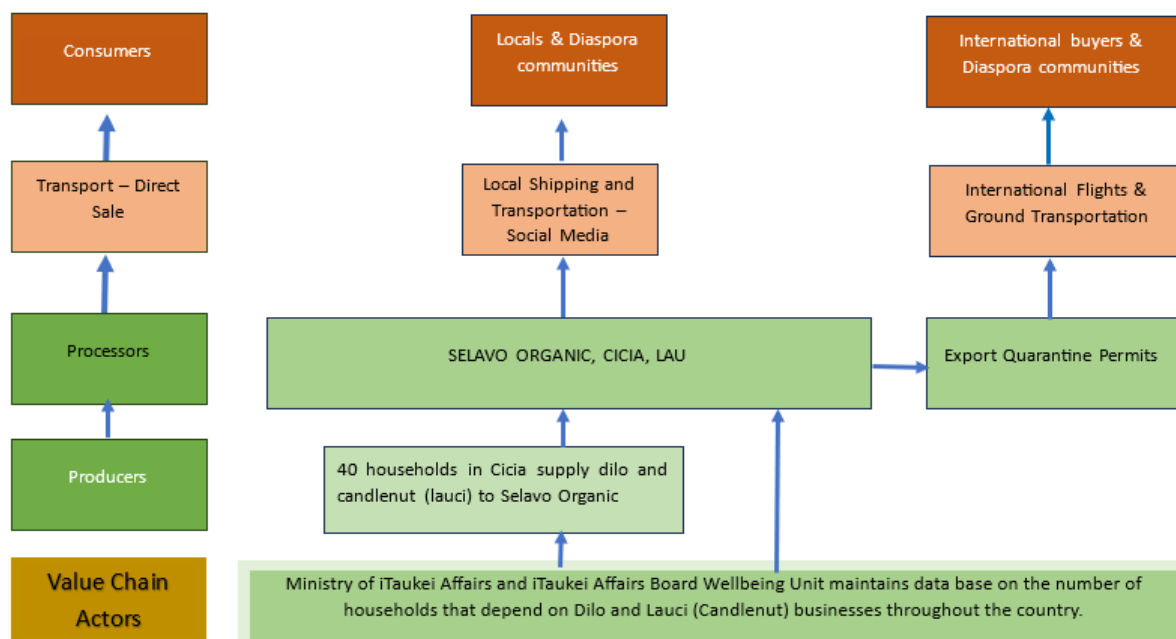 Consumers
Locals & Diaspora
communities
International buyers &
Diaspora communities
Transport – Direct
Sale
Local Shipping and
Transportation –
Social Media
International Flights &
Ground Transportation
Processors
SELAVO ORGANIC, CICIA, LAU
Export Quarantine Permits
Producers
40 households in Cicia supply dilo and
candlenut (lauci) to Selavo Organic
Value Chain
Actors
Ministry of iTaukei Affairs and iTaukei Affairs Board Wellbeing Unit maintains data base on the number of
households that depend on Dilo and Lauci (Candlenut) businesses throughout the country.